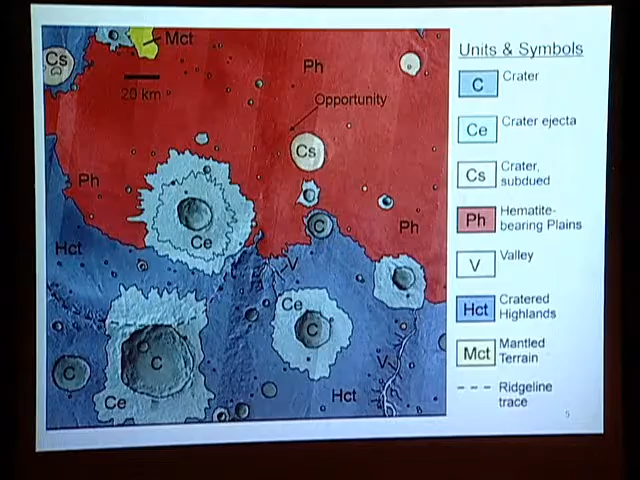 Cs
Mct
Ph
20 km
Opportunity
Cs
Ph
Ph
Ce
C
Hct
V
Ce
C
C
C
V
Ce
Hct
Units & Symbols
C Crater
Ce Crater ejecta
Cs Crater,
subdued
Ph Hematite-
bearing Plains
V Valley
Hct Cratered
Highlands
Mct Mantled
Terrain
Ridgeline
trace
5